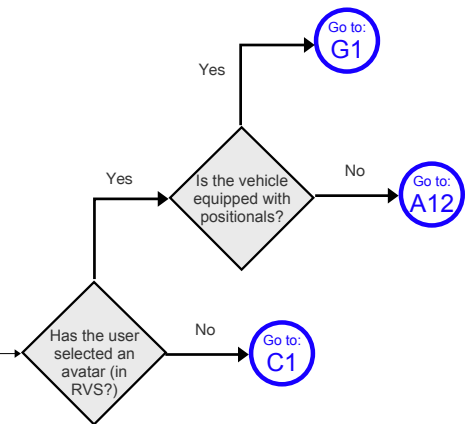 Go to:
G1
Yes
Is the vehicle
equipped with
positionals?
No
Go to:
A12
Yes
Has the user
selected an
avatar (in
RVS?)
No
Go to:
C1